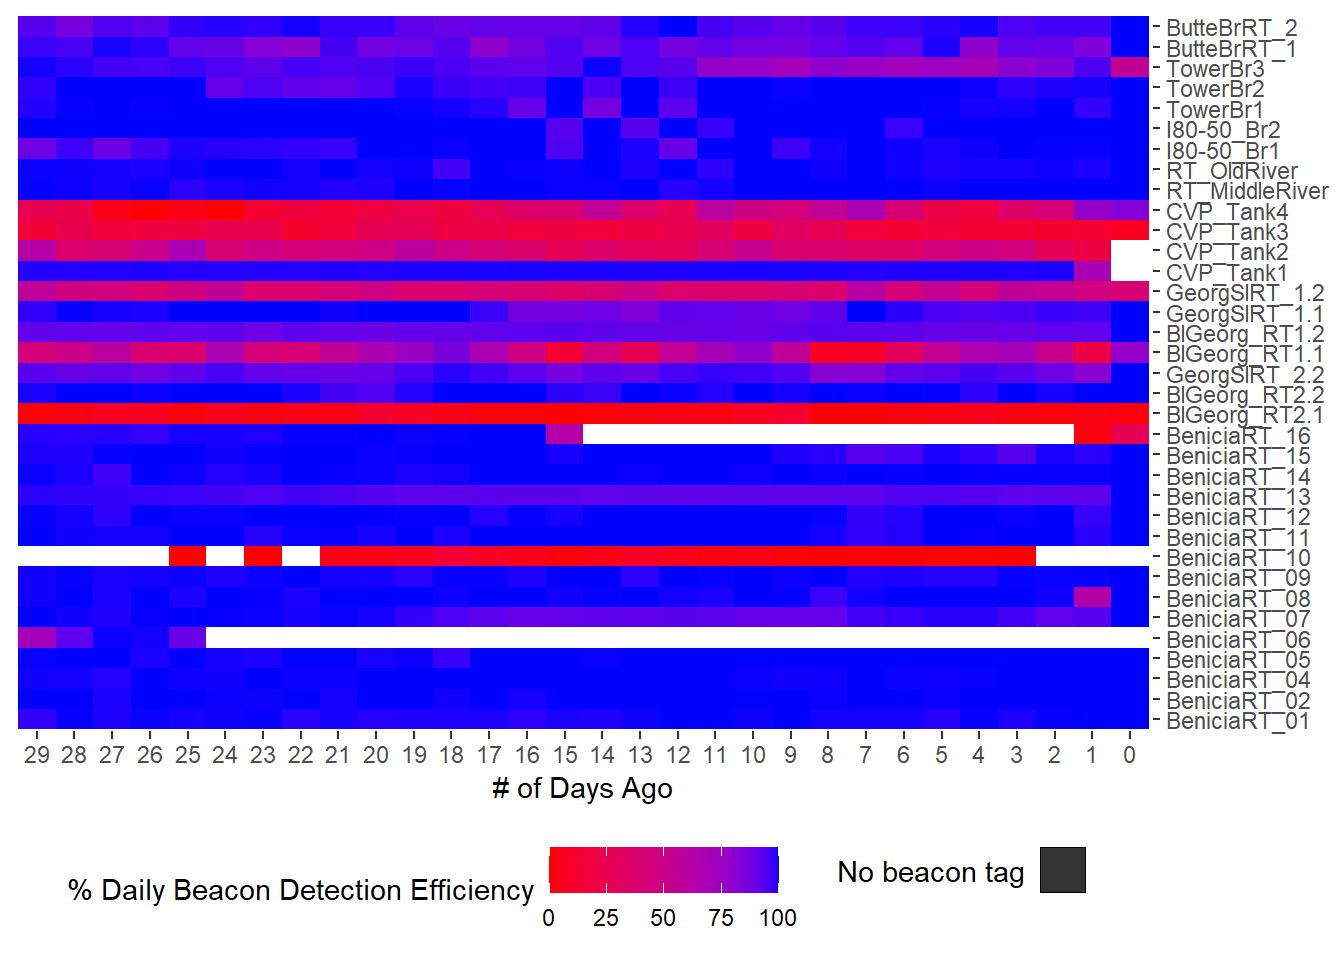 ButteBrRT_2
ButteBrRT_1
TowerBr3
TowerBr2
TowerBr1
I80-50_Br2
I80-50_Br1
RT_OldRiver
RT_MiddleRiver
CVP_Tank4
CVP_Tank3
CVP_Tank2
CVP_Tank1
GeorgSlRT_1.2
GeorgSlRT_1.1
BlGeorg_RT1.2
BlGeorg_RT1.1
GeorgSlRT_2.2
BlGeorg_RT2.2
BlGeorg_RT2.1
BeniciaRT_16
BeniciaRT_15
BeniciaRT_14
BeniciaRT_13
BeniciaRT_12
BeniciaRT_11
BeniciaRT_10
BeniciaRT_09
BeniciaRT_08
BeniciaRT_07
BeniciaRT_06
BeniciaRT_05
BeniciaRT_04
BeniciaRT_02
BeniciaRT_01
29 28 27 26 25 24 23 22 21 20 19 18 17 16 15 14 13 12 11 10 9 8 7 6 5 4 3 2 1 0
# of Days Ago
% Daily Beacon Detection Efficiency
0 25 50 75 100
No beacon tag